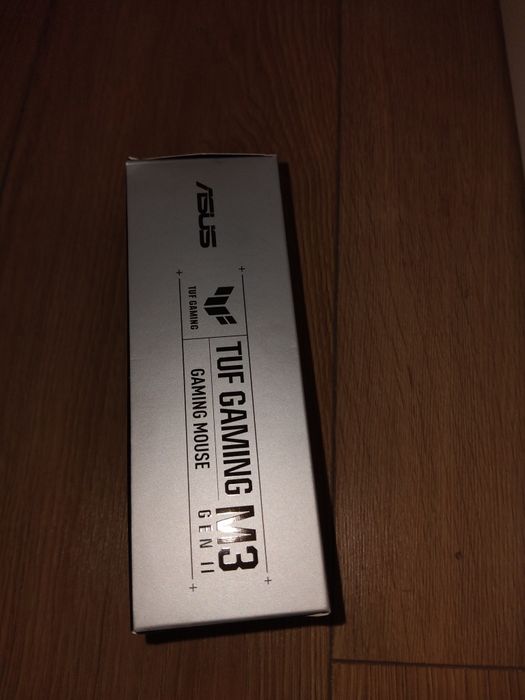 ASUS
TUF GAMING
TUF GAMING M3
GAMING MOUSE GEN II